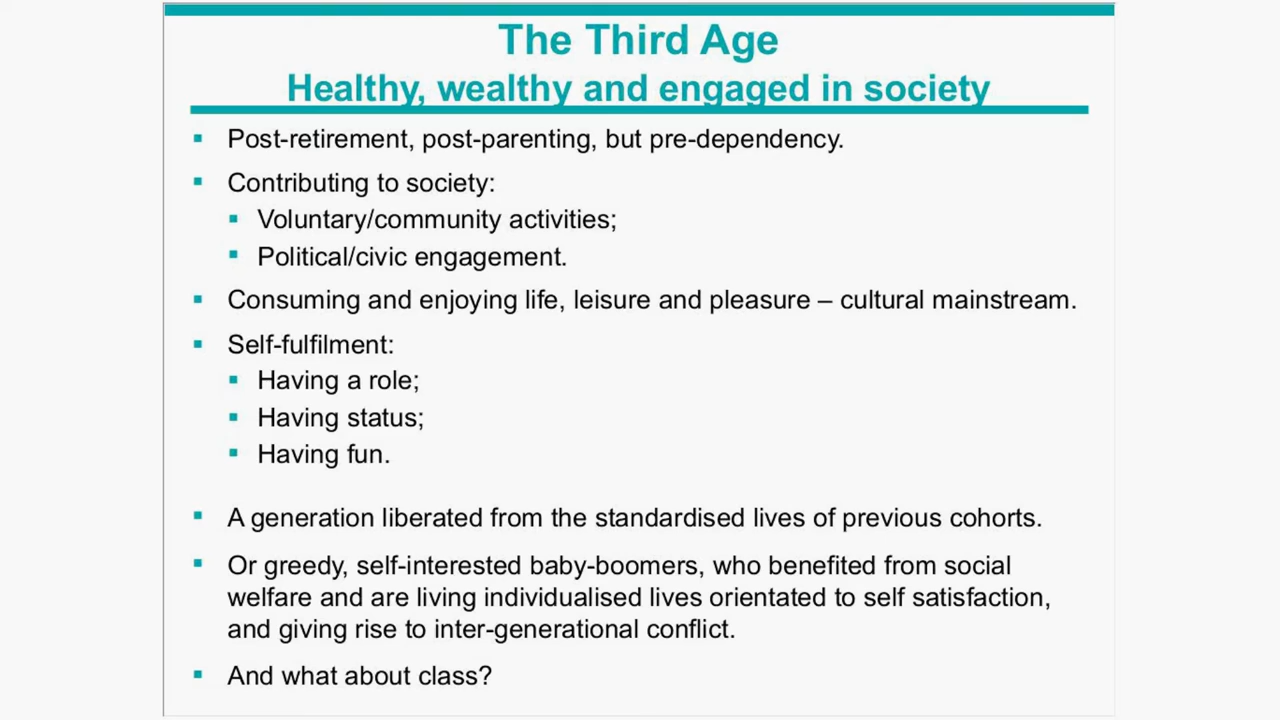 The Third Age
Healthy, wealthy and engaged in society
▪ Post-retirement, post-parenting, but pre-dependency.
▪ Contributing to society:
▪ Voluntary/community activities;
▪ Political/civic engagement.
▪ Consuming and enjoying life, leisure and pleasure – cultural mainstream.
▪ Self-fulfilment:
▪ Having a role;
▪ Having status;
▪ Having fun.
▪ A generation liberated from the standardised lives of previous cohorts.
▪ Or greedy, self-interested baby-boomers, who benefited from social
welfare and are living individualised lives orientated to self satisfaction,
and giving rise to inter-generational conflict.
▪ And what about class?